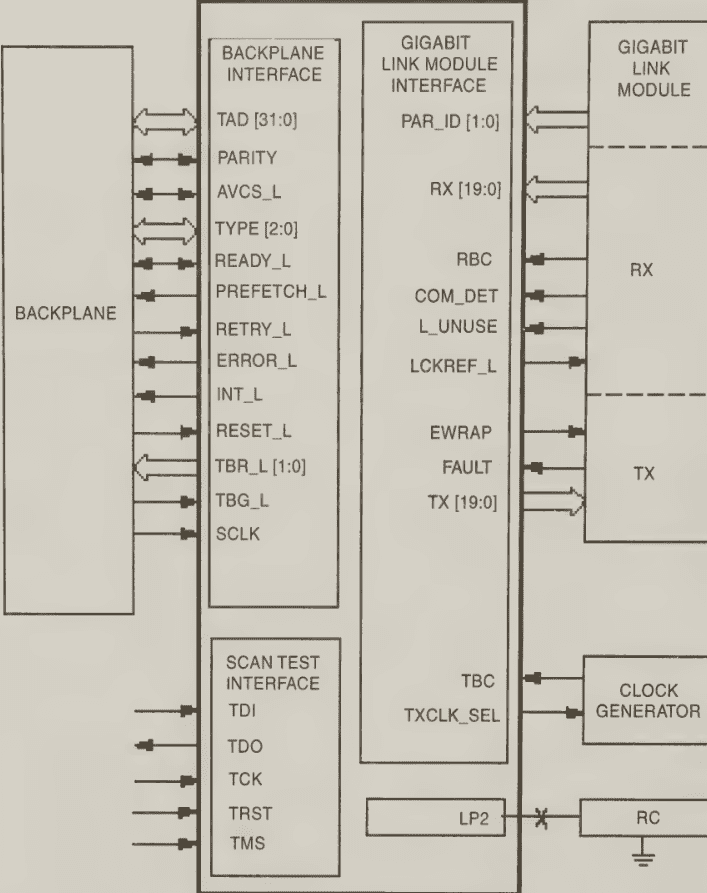 BACKPLANE
BACKPLANE
INTERFACE
TAD [31:0]
PARITY
AVCS_L
TYPE [2:0]
READY_L
PREFETCH_L
RETRY_L
ERROR_L
INT_L
RESET_L
TBR_L [1:0]
TBG_L
SCLK
SCAN TEST
INTERFACE
TDI
TDO
TCK
TRST
TMS
GIGABIT
LINK MODULE
INTERFACE
PAR_ID [1:0]
RX [19:0]
RBC
COM_DET
L_UNUSE
LCKREF_L
EWRAP
FAULT
TX [19:0]
TBC
TXCLK_SEL
LP2
GIGABIT
LINK
MODULE
RX
TX
CLOCK
GENERATOR
RC